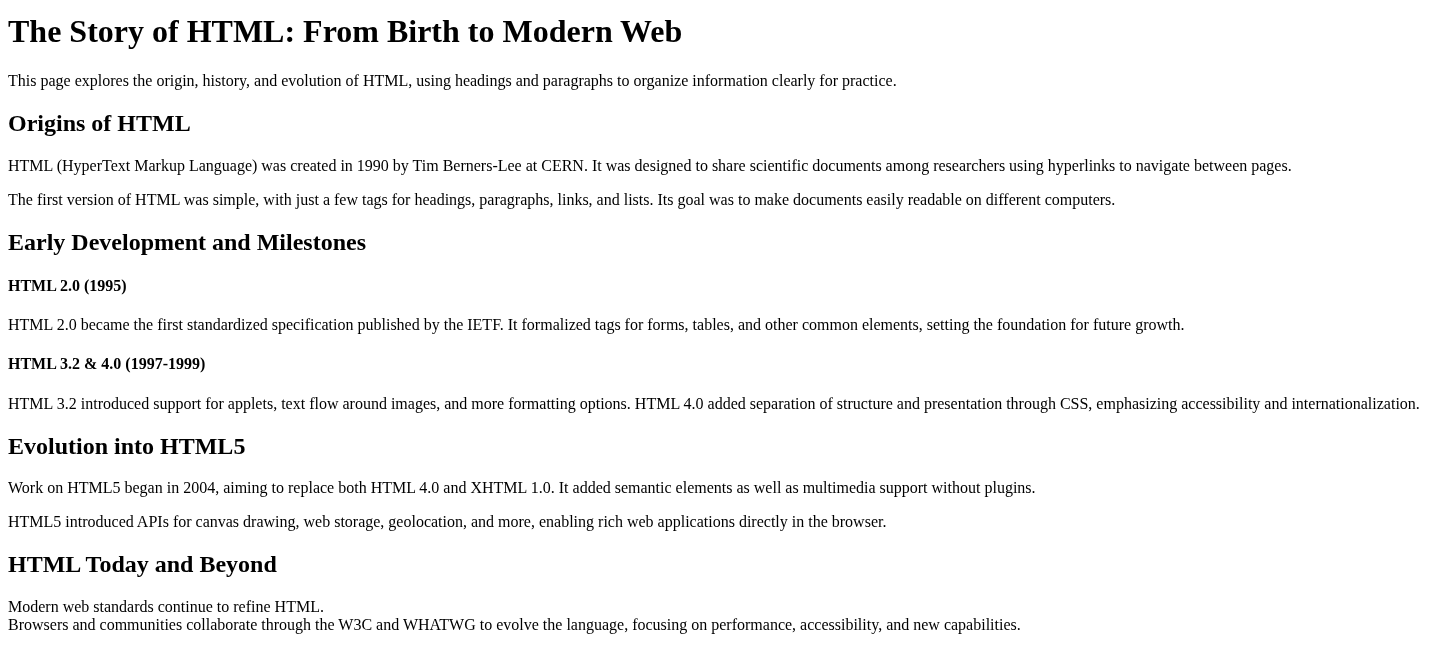 The Story of HTML: From Birth to Modern Web
This page explores the origin, history, and evolution of HTML, using headings and paragraphs to organize information clearly for practice.
Origins of HTML
HTML (HyperText Markup Language) was created in 1990 by Tim Berners-Lee at CERN. It was designed to share scientific documents among researchers using hyperlinks to navigate between pages.
The first version of HTML was simple, with just a few tags for headings, paragraphs, links, and lists. Its goal was to make documents easily readable on different computers.
Early Development and Milestones
HTML 2.0 (1995)
HTML 2.0 became the first standardized specification published by the IETF. It formalized tags for forms, tables, and other common elements, setting the foundation for future growth.
HTML 3.2 & 4.0 (1997-1999)
HTML 3.2 introduced support for applets, text flow around images, and more formatting options. HTML 4.0 added separation of structure and presentation through CSS, emphasizing accessibility and internationalization.
Evolution into HTML5
Work on HTML5 began in 2004, aiming to replace both HTML 4.0 and XHTML 1.0. It added semantic elements as well as multimedia support without plugins.
HTML5 introduced APIs for canvas drawing, web storage, geolocation, and more, enabling rich web applications directly in the browser.
HTML Today and Beyond
Modern web standards continue to refine HTML.
Browsers and communities collaborate through the W3C and WHATWG to evolve the language, focusing on performance, accessibility, and new capabilities.